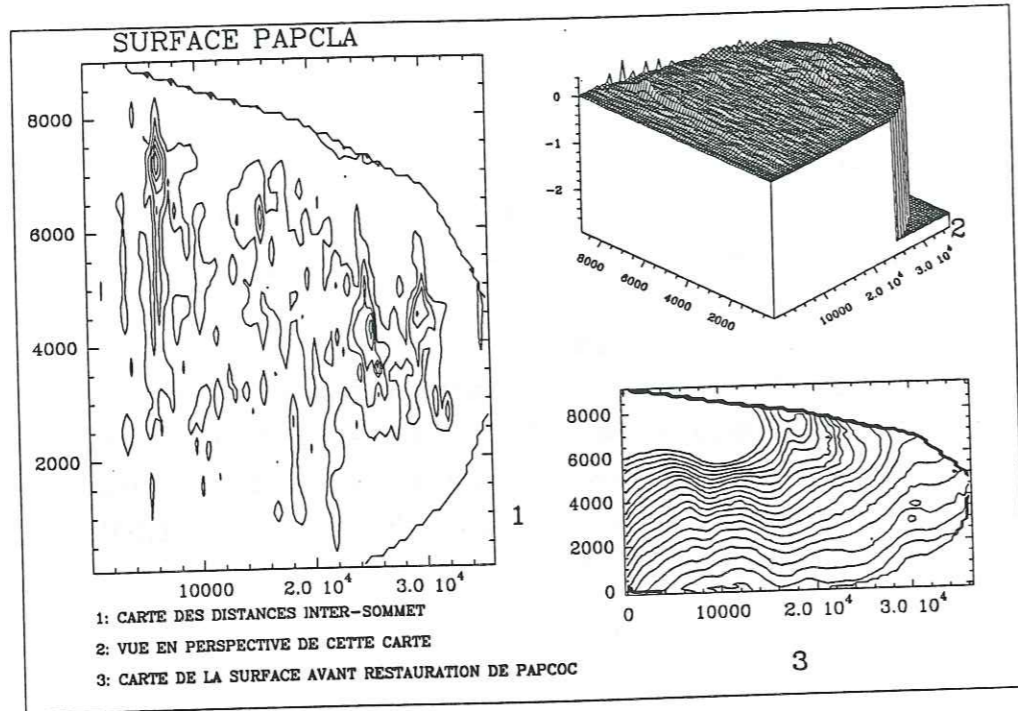 SURFACE PAPCLA
8000
6000
4000
2000
10000 2.0 10⁴ 3.0 10⁴
1
0
-1
-2
8000 6000 4000 2000
10000 2.0 10⁴ 3.0 10⁴
2
8000
6000
4000
2000
0
0 10000 2.0 10⁴ 3.0 10⁴
3
1: CARTE DES DISTANCES INTER-SOMMET
2: VUE EN PERSPECTIVE DE CETTE CARTE
3: CARTE DE LA SURFACE AVANT RESTAURATION DE PAPCOC